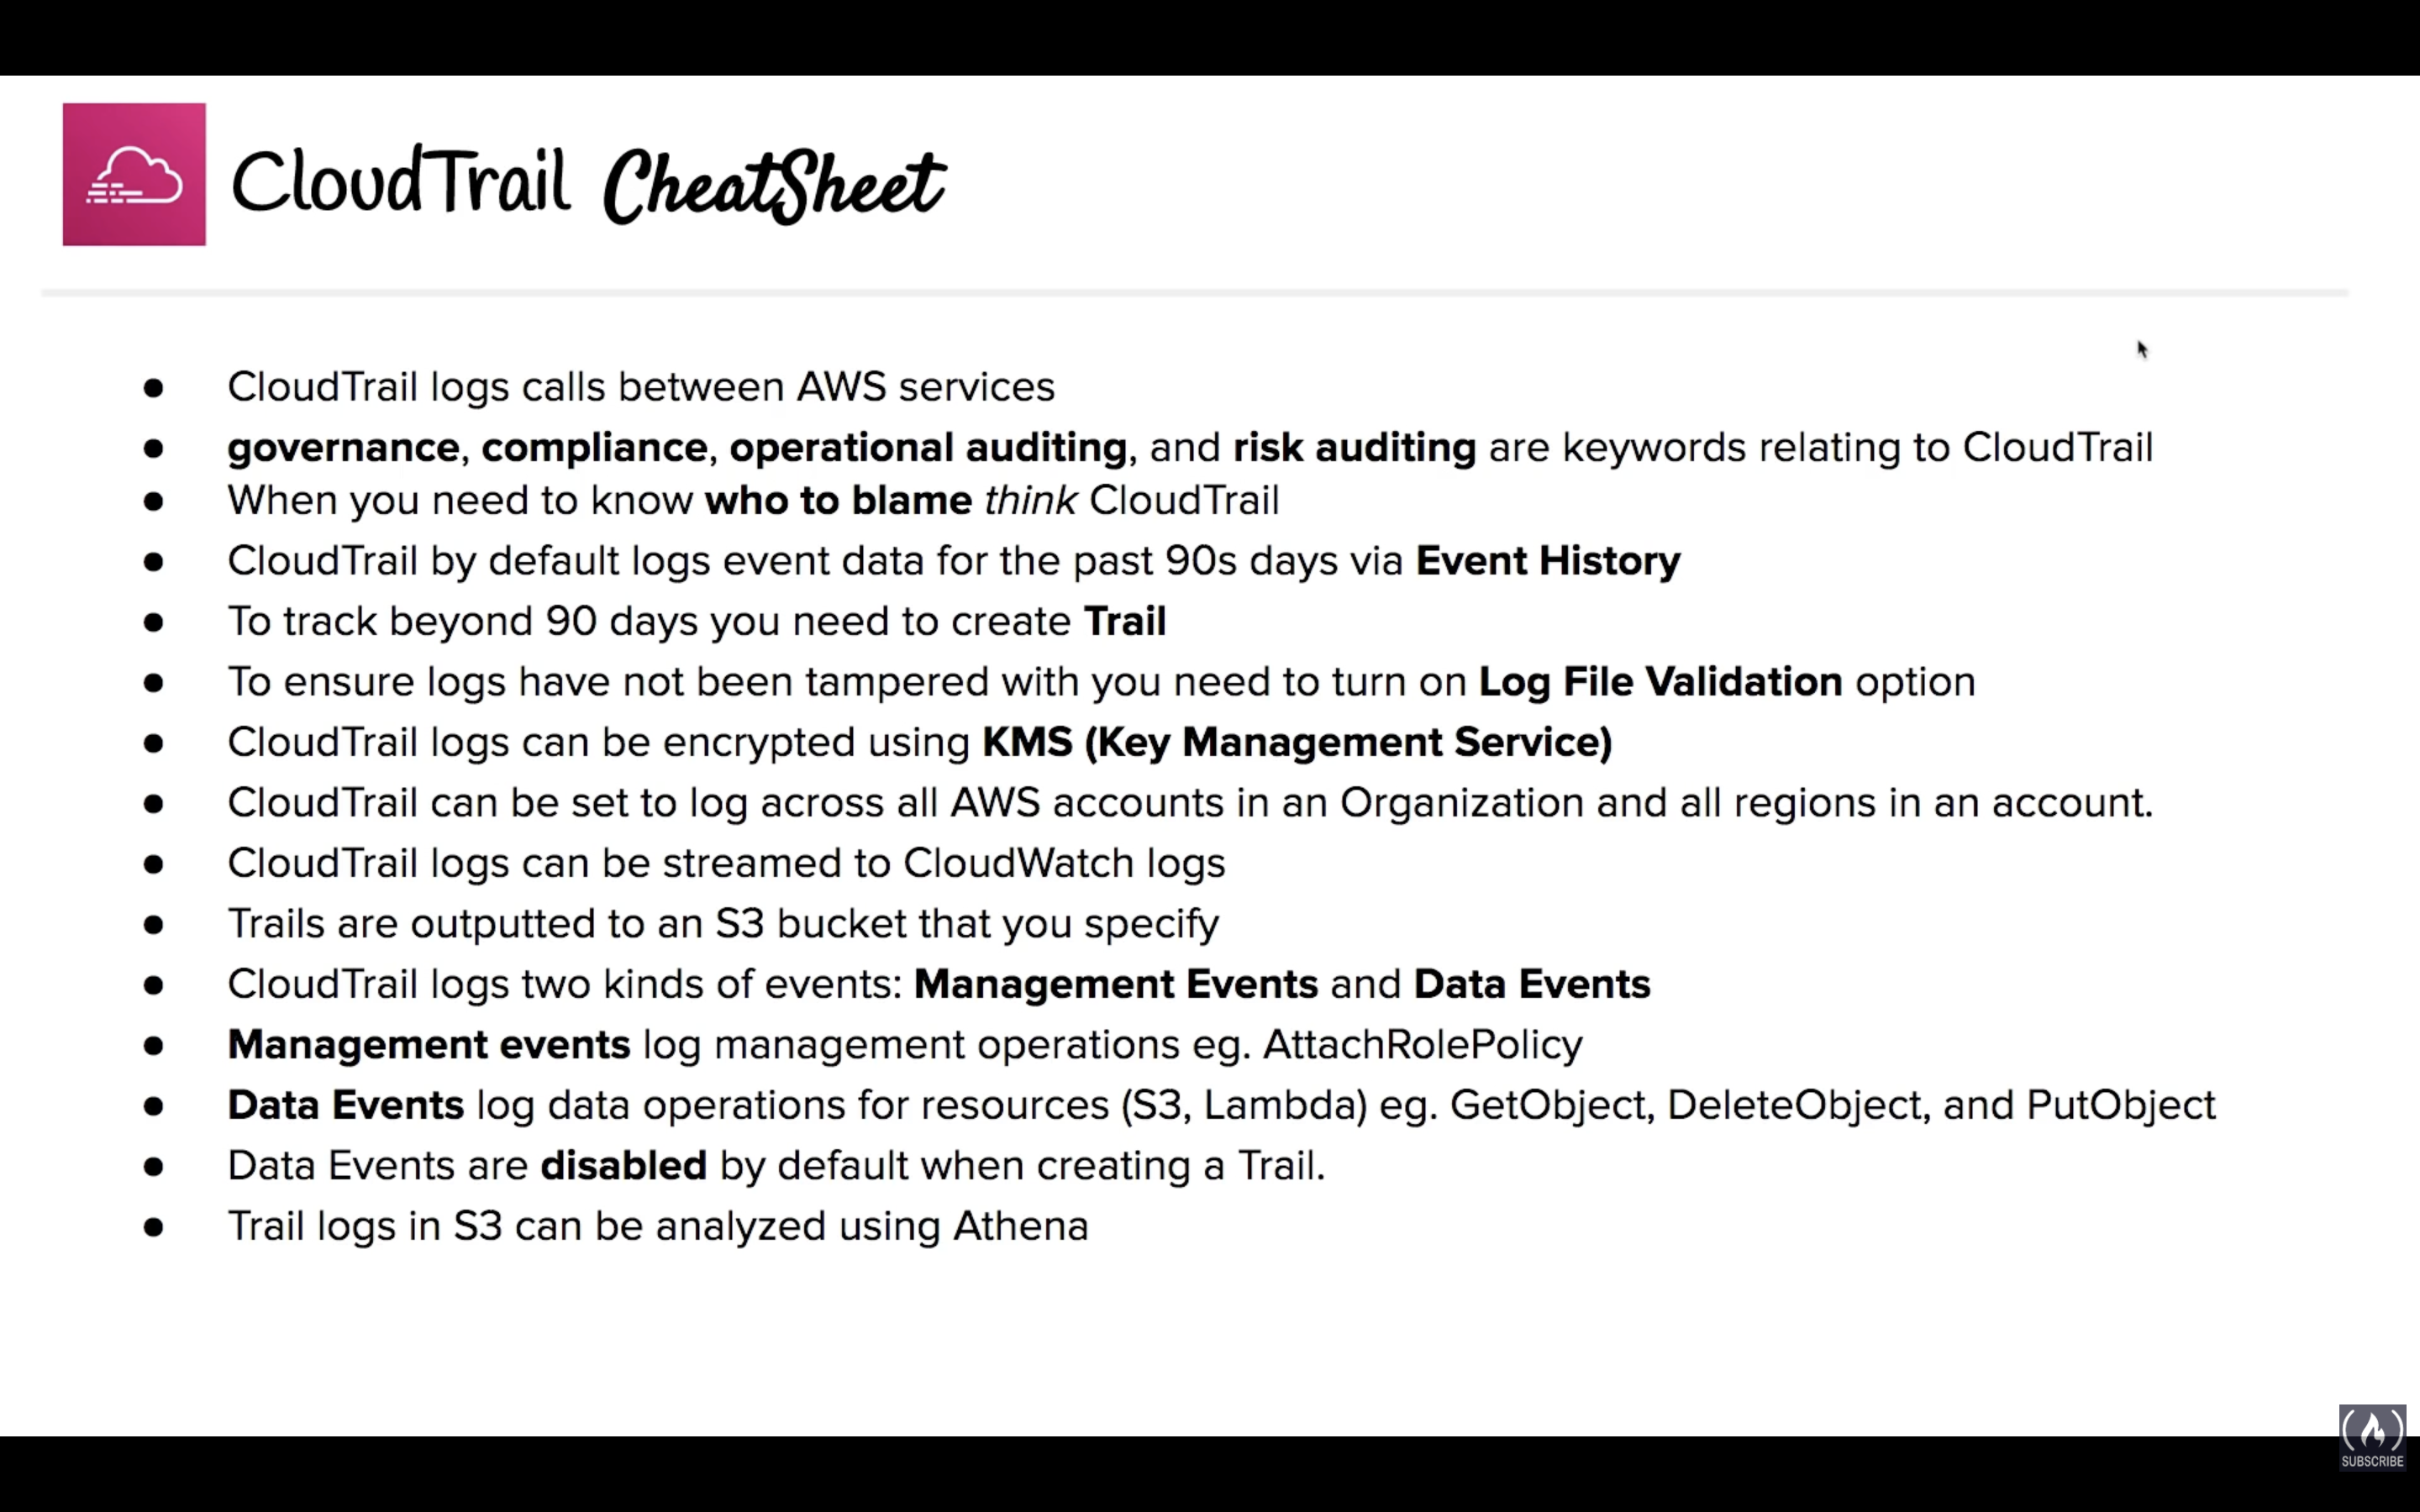 CloudTrail CheatSheet
● CloudTrail logs calls between AWS services
● governance, compliance, operational auditing, and risk auditing are keywords relating to CloudTrail
● When you need to know who to blame think CloudTrail
● CloudTrail by default logs event data for the past 90s days via Event History
● To track beyond 90 days you need to create Trail
● To ensure logs have not been tampered with you need to turn on Log File Validation option
● CloudTrail logs can be encrypted using KMS (Key Management Service)
● CloudTrail can be set to log across all AWS accounts in an Organization and all regions in an account.
● CloudTrail logs can be streamed to CloudWatch logs
● Trails are outputted to an S3 bucket that you specify
● CloudTrail logs two kinds of events: Management Events and Data Events
● Management events log management operations eg. AttachRolePolicy
● Data Events log data operations for resources (S3, Lambda) eg. GetObject, DeleteObject, and PutObject
● Data Events are disabled by default when creating a Trail.
● Trail logs in S3 can be analyzed using Athena
SUBSCRIBE